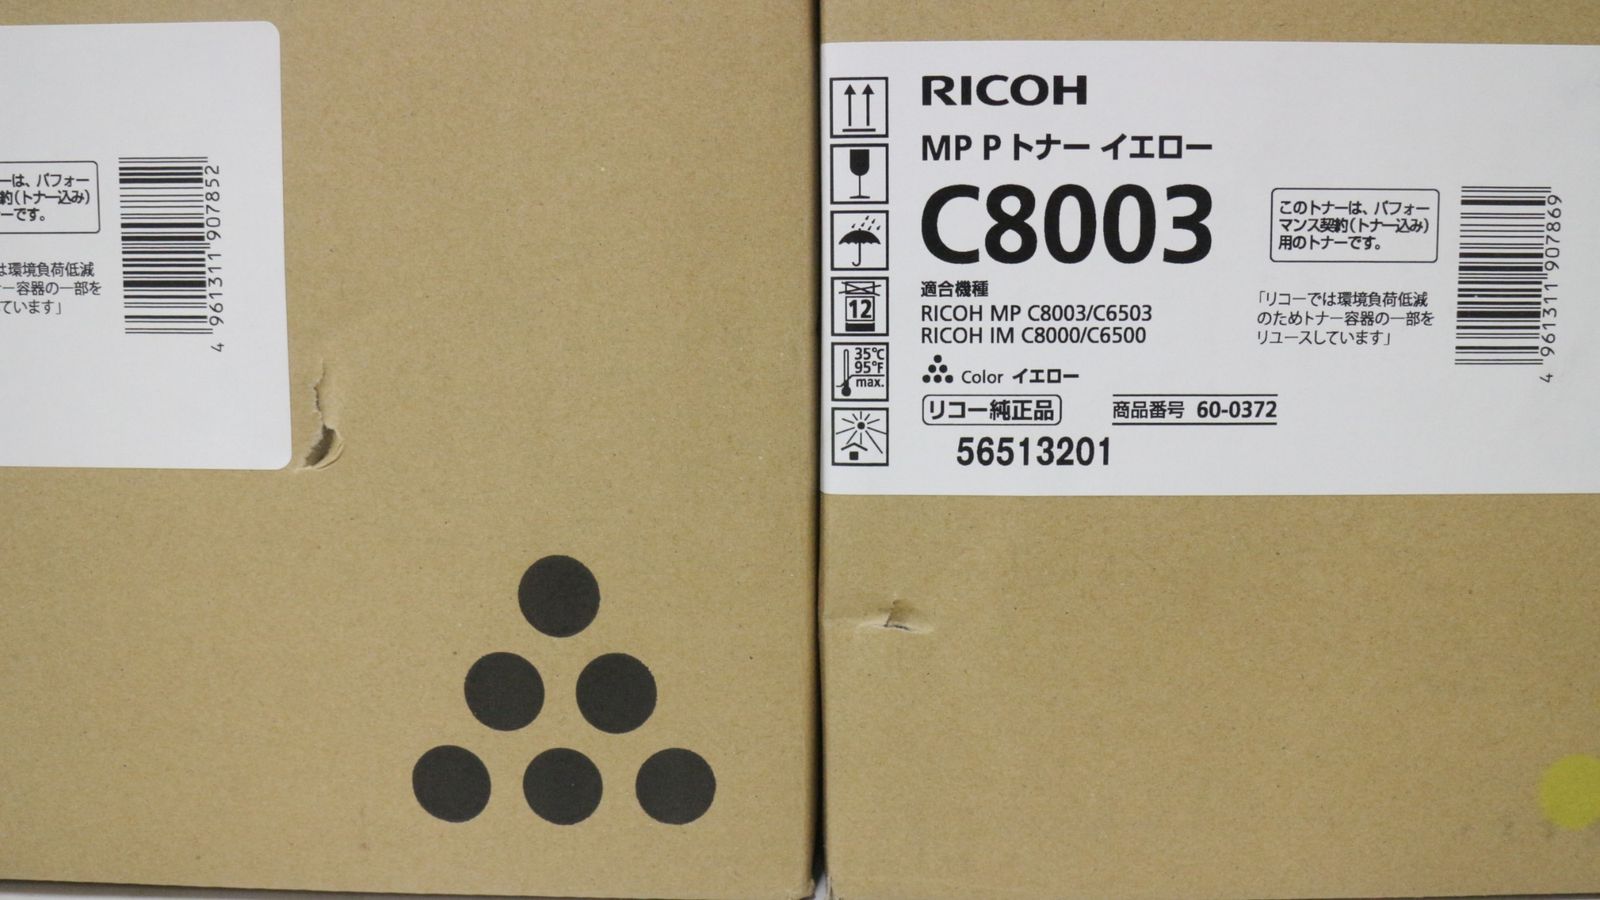 ーは、パフォー
約(トナー込み)
ーです。
は環境負荷低減
ナー容器の一部を
ています」
4 961311 907852
RICOH
MP P トナー イエロー
C8003
適合機種
RICOH MP C8003/C6503
RICOH IM C8000/C6500
Color イエロー
リコー純正品
商品番号 60-0372
56513201
12
35℃
95°F
max.
このトナーは、パフォー
マンス契約(トナー込み)
用のトナーです。
「リコーでは環境負荷低減
のためトナー容器の一部を
リユースしています」
4 961311 907869